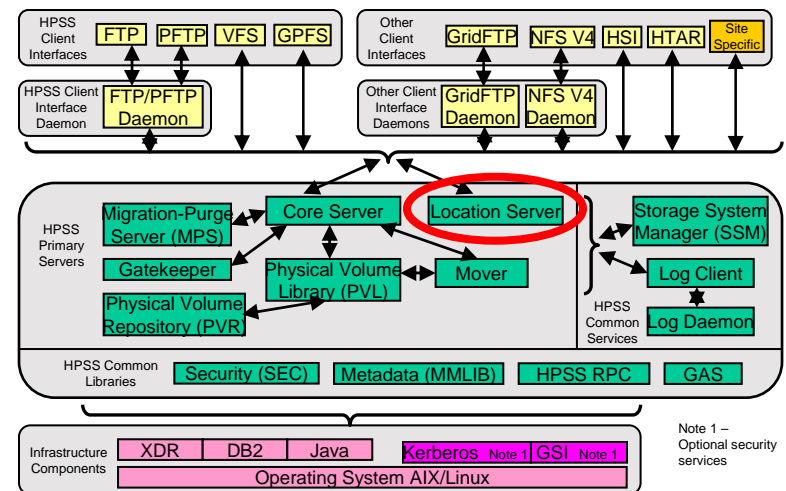 HPSS
Client
Interfaces
FTP PFTP VFS GPFS
Other
Client
Interfaces
GridFTP NFS V4 HSI HTAR
Site
Specific
HPSS Client
Interface
Daemon
FTP/PFTP
Daemon
Other Client
Interface
Daemons
GridFTP
Daemon
NFS V4
Daemon
HPSS
Primary
Servers
Migration-Purge
Server (MPS)
Core Server
Location Server
Gatekeeper
Physical Volume
Library (PVL)
Mover
Physical Volume
Repository (PVR)
Storage System
Manager (SSM)
Log Client
Log Daemon
HPSS
Common
Services
HPSS Common
Libraries
Security (SEC) Metadata (MMLIB) HPSS RPC GAS
Infrastructure
Components
XDR DB2 Java Kerberos Note 1 GSI Note 1
Operating System AIX/Linux
Note 1 –
Optional security
services